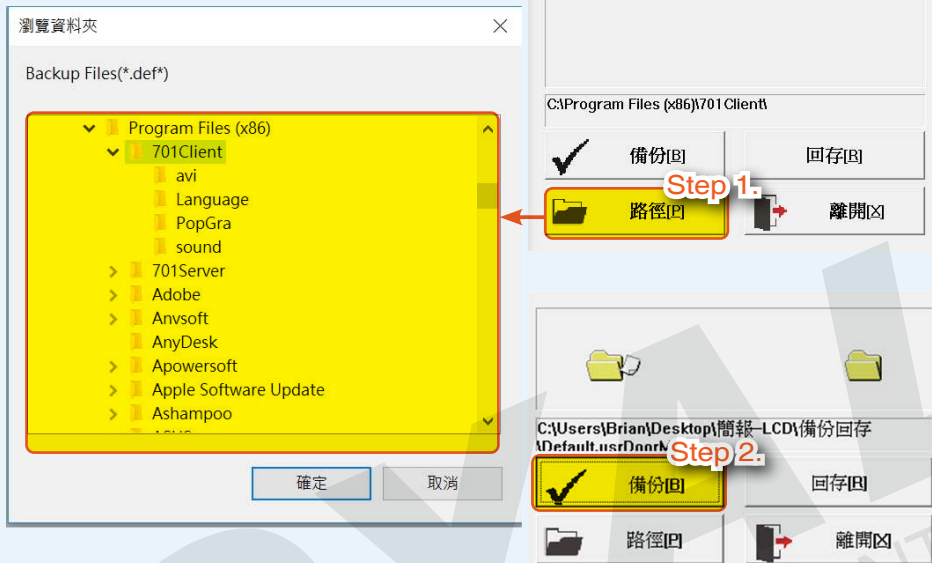 瀏覽資料夾
Backup Files(*.def*)
Program Files (x86)
701Client
avi
Language
PopGra
sound
701Server
Adobe
Anvsoft
AnyDesk
Apowersoft
Apple Software Update
Ashampoo
確定
取消
C:\Program Files (x86)\701Client\
備份[B]
回存[R]
Step 1.
路徑[P]
離開[X]
C:\Users\Brian\Desktop\簡報-LCD\備份回存
\Default.usrDoor
Step 2.
備份[B]
回存[R]
路徑[P]
離開[X]